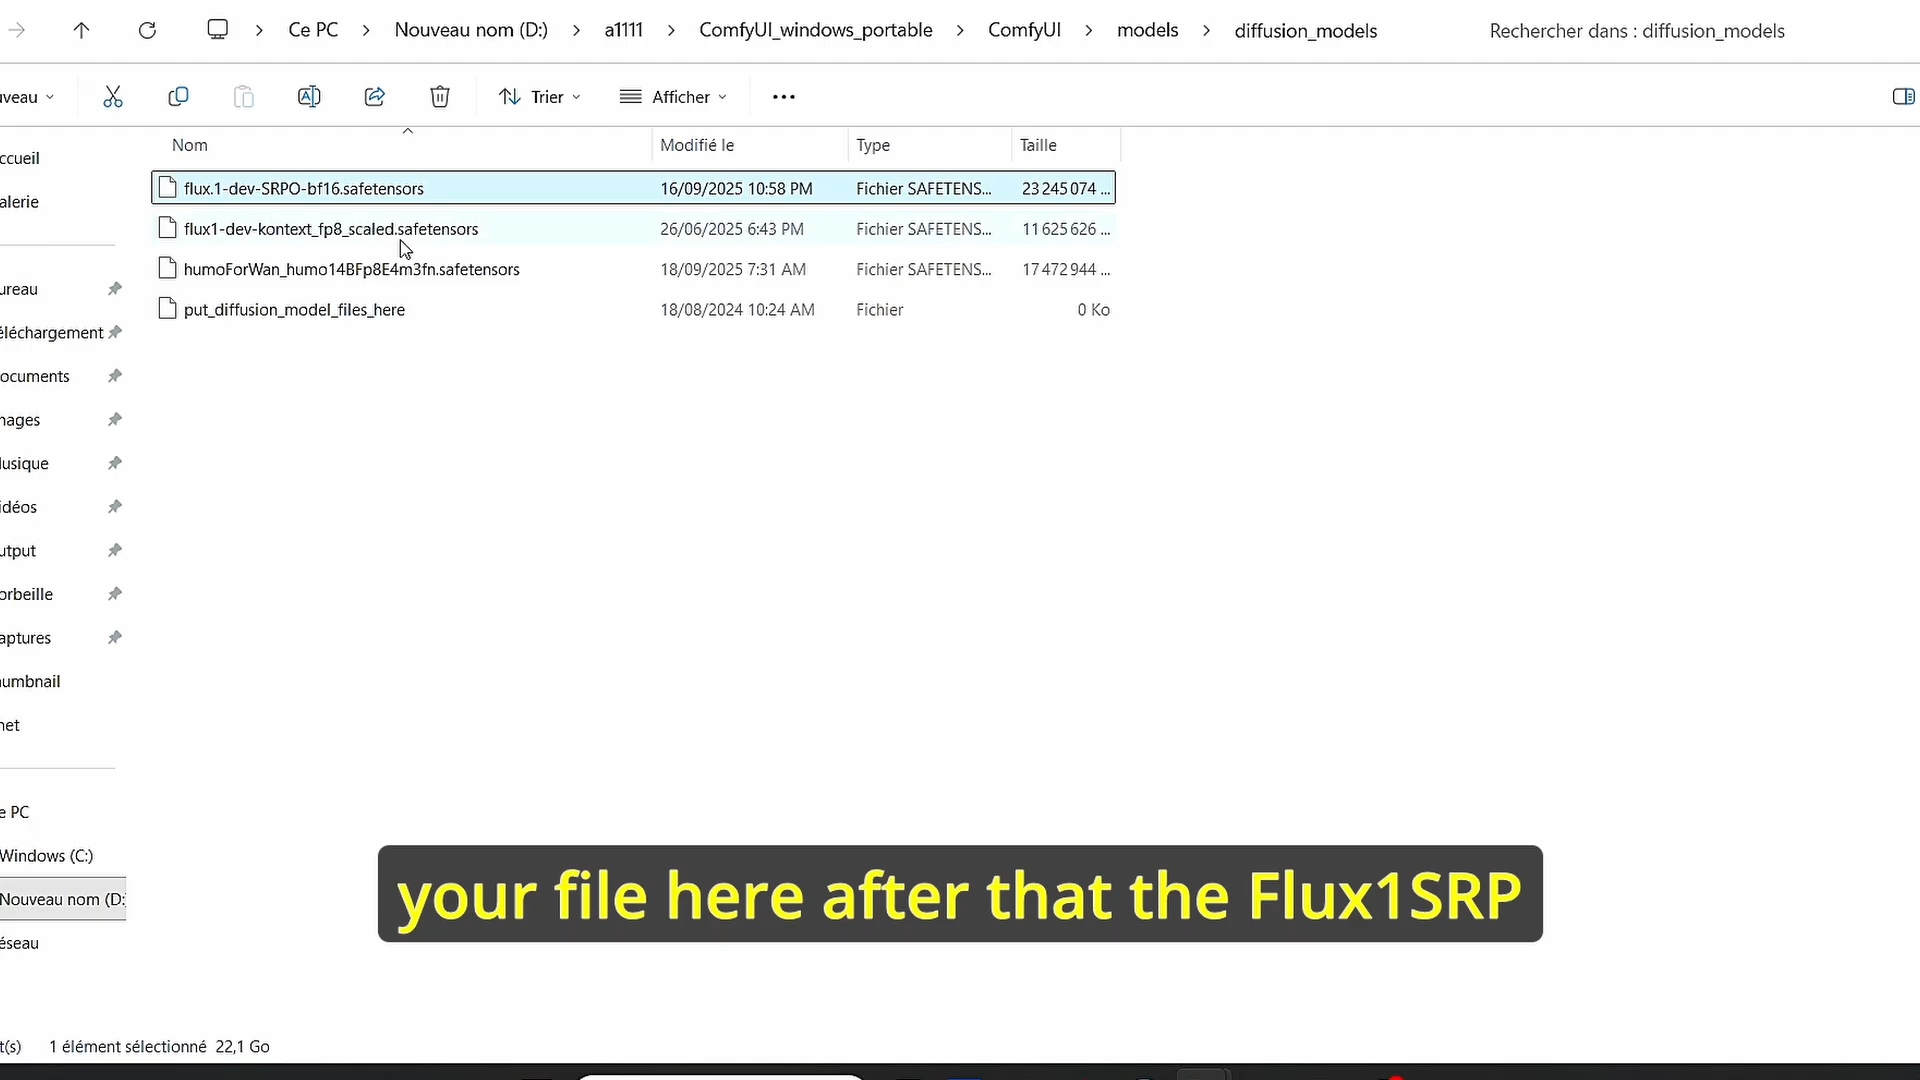 Ce PC > Nouveau nom (D:) > a1111 > ComfyUI_windows_portable > ComfyUI > models > diffusion_models
Rechercher dans : diffusion_models
uveau
Trier
Afficher
Nom Modifié le Type Taille
flux.1-dev-SRPO-bf16.safetensors 16/09/2025 10:58 PM Fichier SAFETENS... 23 245 074 ...
flux1-dev-kontext_fp8_scaled.safetensors 26/06/2025 6:43 PM Fichier SAFETENS... 11 625 626 ...
humoForWan_humo14BFp8E4m3fn.safetensors 18/09/2025 7:31 AM Fichier SAFETENS... 17 472 944 ...
put_diffusion_model_files_here 18/08/2024 10:24 AM Fichier 0 Ko
ccueil
alerie
ureau
éléchargement
ocuments
nages
usique
idéos
utput
orbeille
aptures
umbnail
net
e PC
Windows (C:)
Nouveau nom (D:
éseau
your file here after that the Flux1SRP
t(s) 1 élément sélectionné 22,1 Go